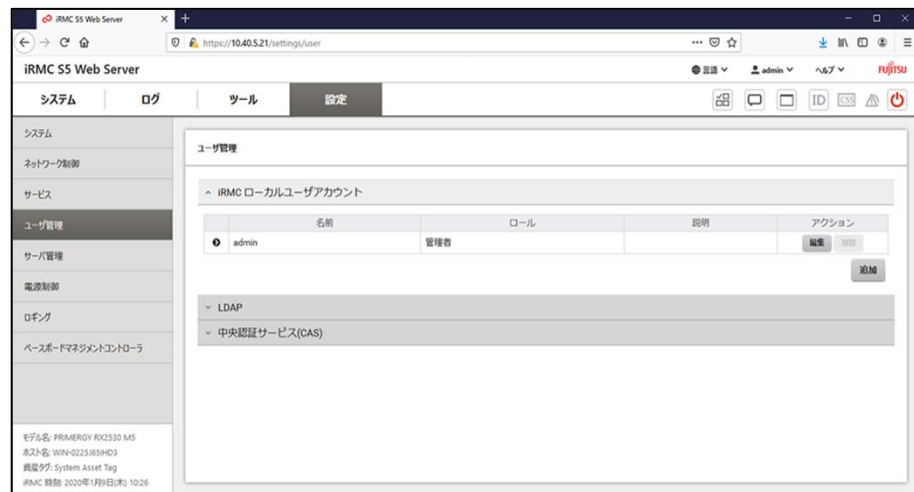 iRMC S5 Web Server
https://10.40.5.21/settings/user
iRMC S5 Web Server
言語 admin ヘルプ FUJITSU
システム ログ ツール 設定
ID CSS
システム
ネットワーク制御
サービス
ユーザ管理
サーバ管理
電源制御
ロギング
ベースボードマネジメントコントローラ
モデル名: PRIMERGY RX2530 M5
ホスト名: WIN-0225J85IHD3
資産タグ: System Asset Tag
iRMC 時刻: 2020年1月9日(木) 10:26
ユーザ管理
iRMC ローカルユーザアカウント
名前 ロール 説明 アクション
admin 管理者 編集 削除
追加
LDAP
中央認証サービス(CAS)